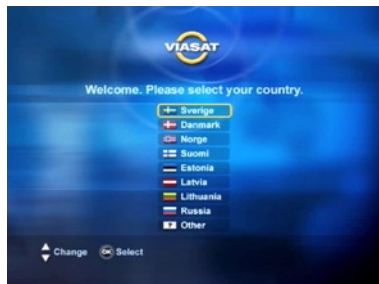 VIASAT
Welcome. Please select your country.
Sverige
Danmark
Norge
Suomi
Estonia
Latvia
Lithuania
Russia
? Other
Change OK Select